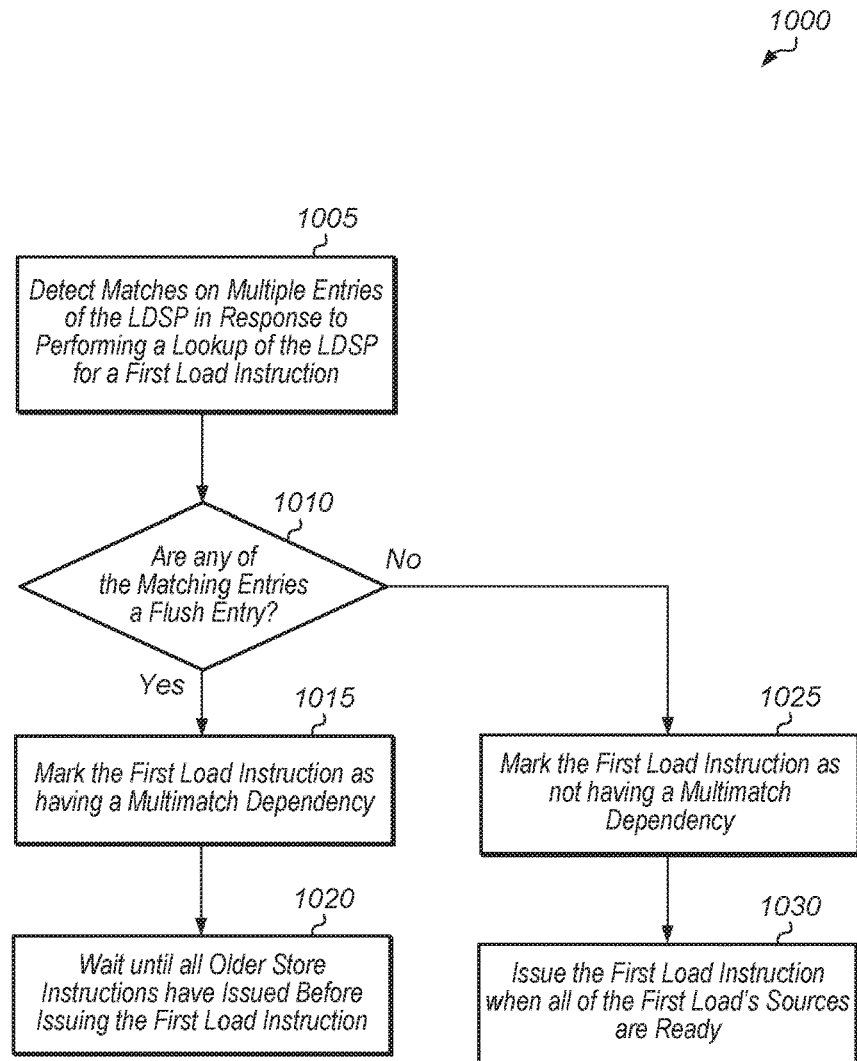 1000
1005
Detect Matches on Multiple Entries
of the LDSP in Response to
Performing a Lookup of the LDSP
for a First Load Instruction
1010
Are any of
the Matching Entries
a Flush Entry?
No
Yes
1015
Mark the First Load Instruction as
having a Multimatch Dependency
1025
Mark the First Load Instruction as
not having a Multimatch
Dependency
1020
Wait until all Older Store
Instructions have Issued Before
Issuing the First Load Instruction
1030
Issue the First Load Instruction
when all of the First Load's Sources
are Ready